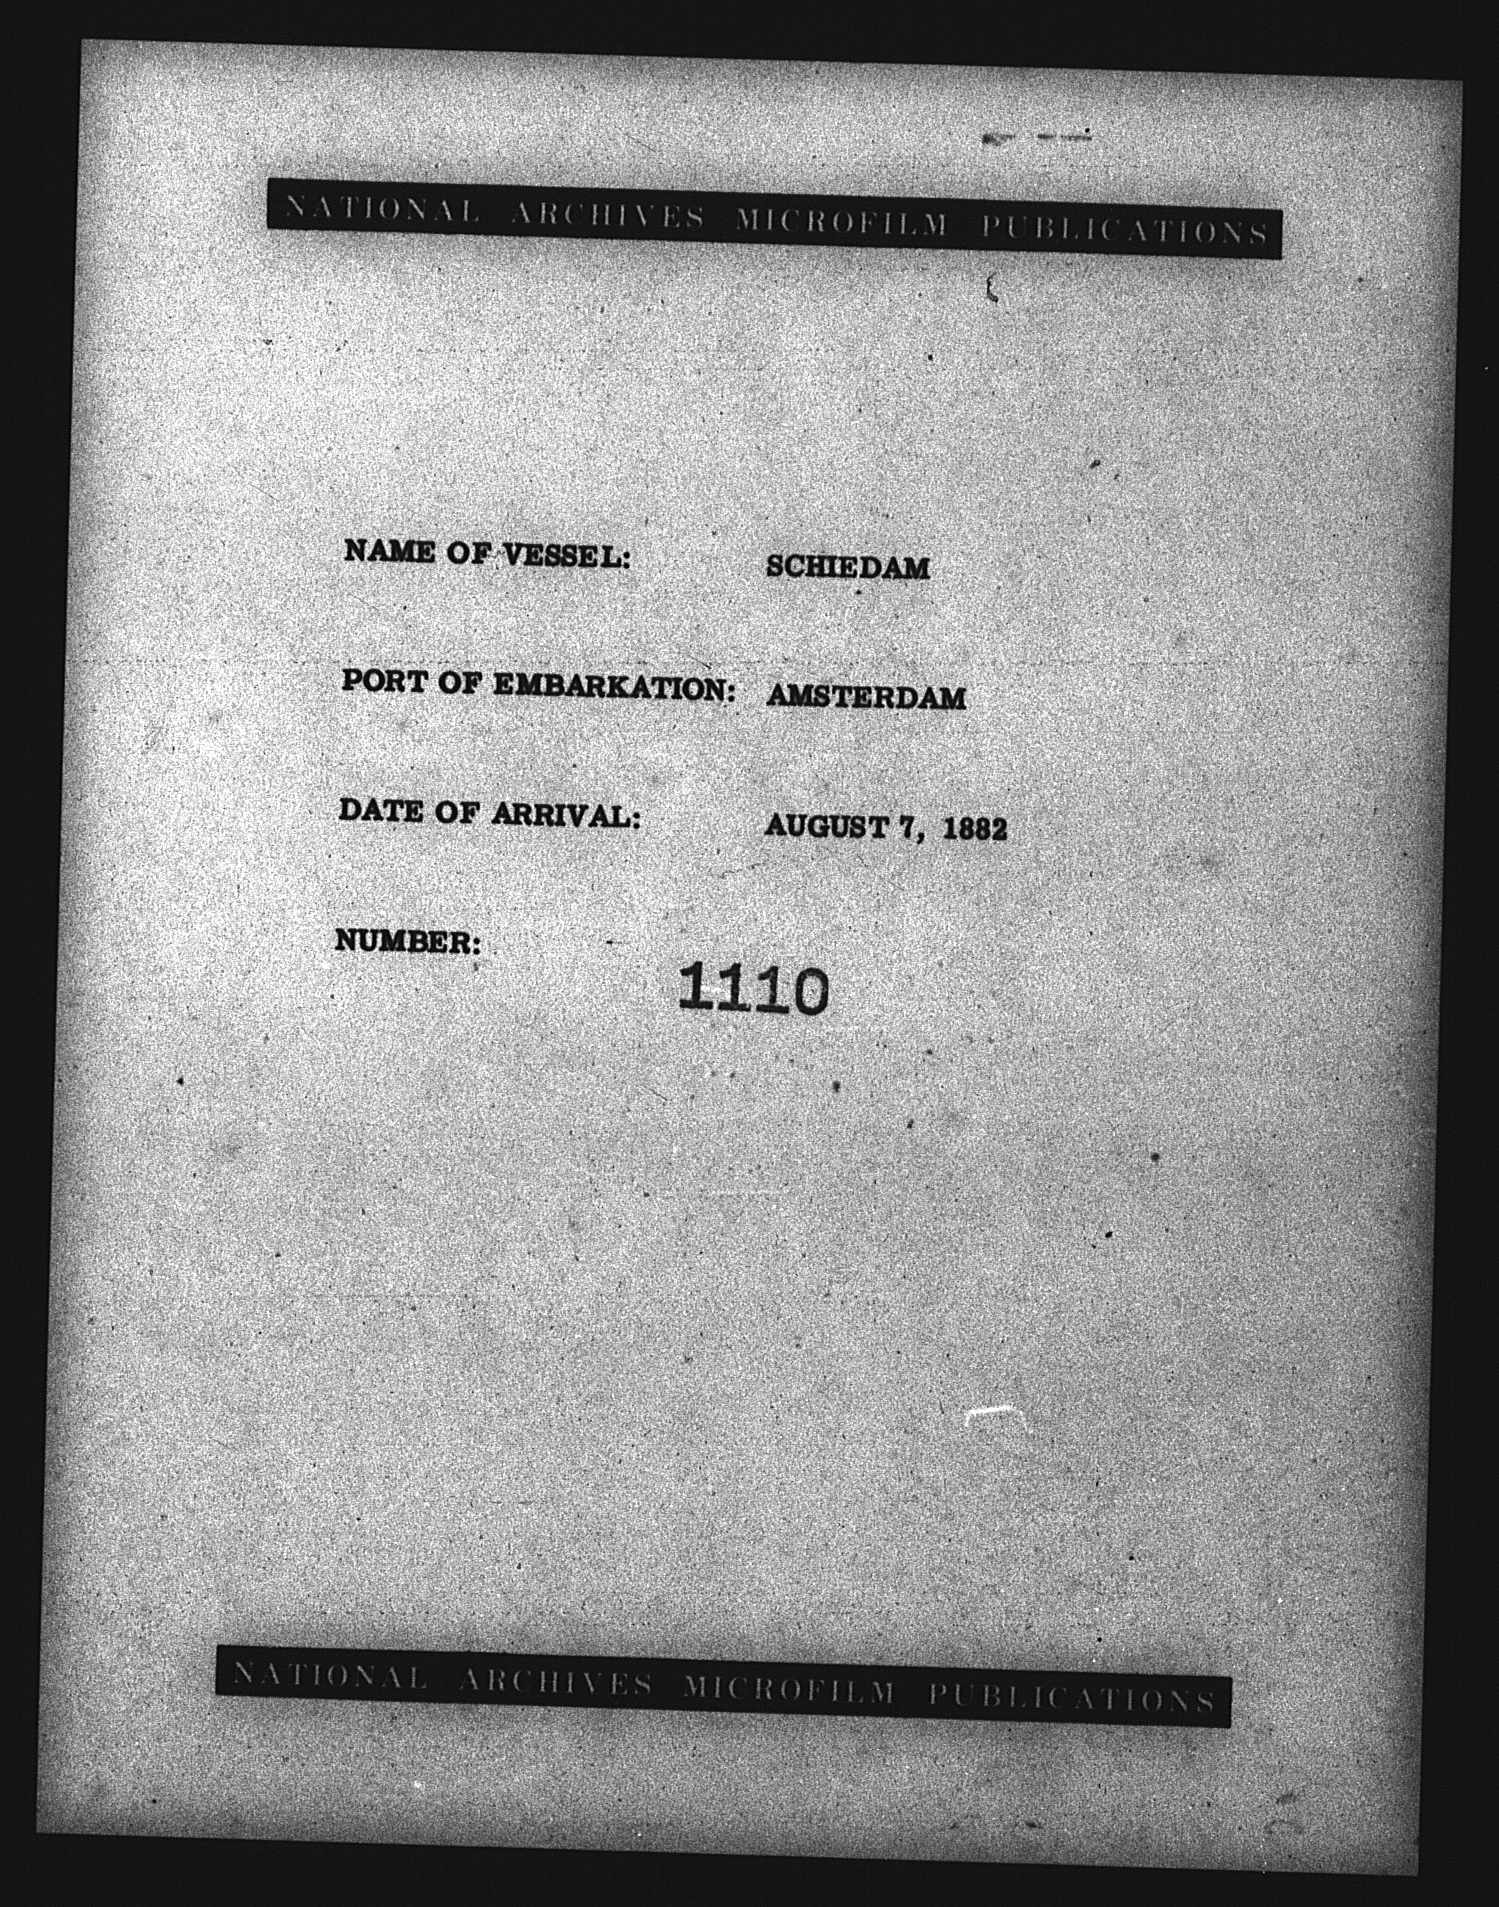 NATIONAL ARCHIVES MICROFILM PUBLICATIONS
NAME OF VESSEL: SCHIEDAM
PORT OF EMBARKATION: AMSTERDAM
DATE OF ARRIVAL: AUGUST 7, 1882
NUMBER: 1110
NATIONAL ARCHIVES MICROFILM PUBLICATIONS